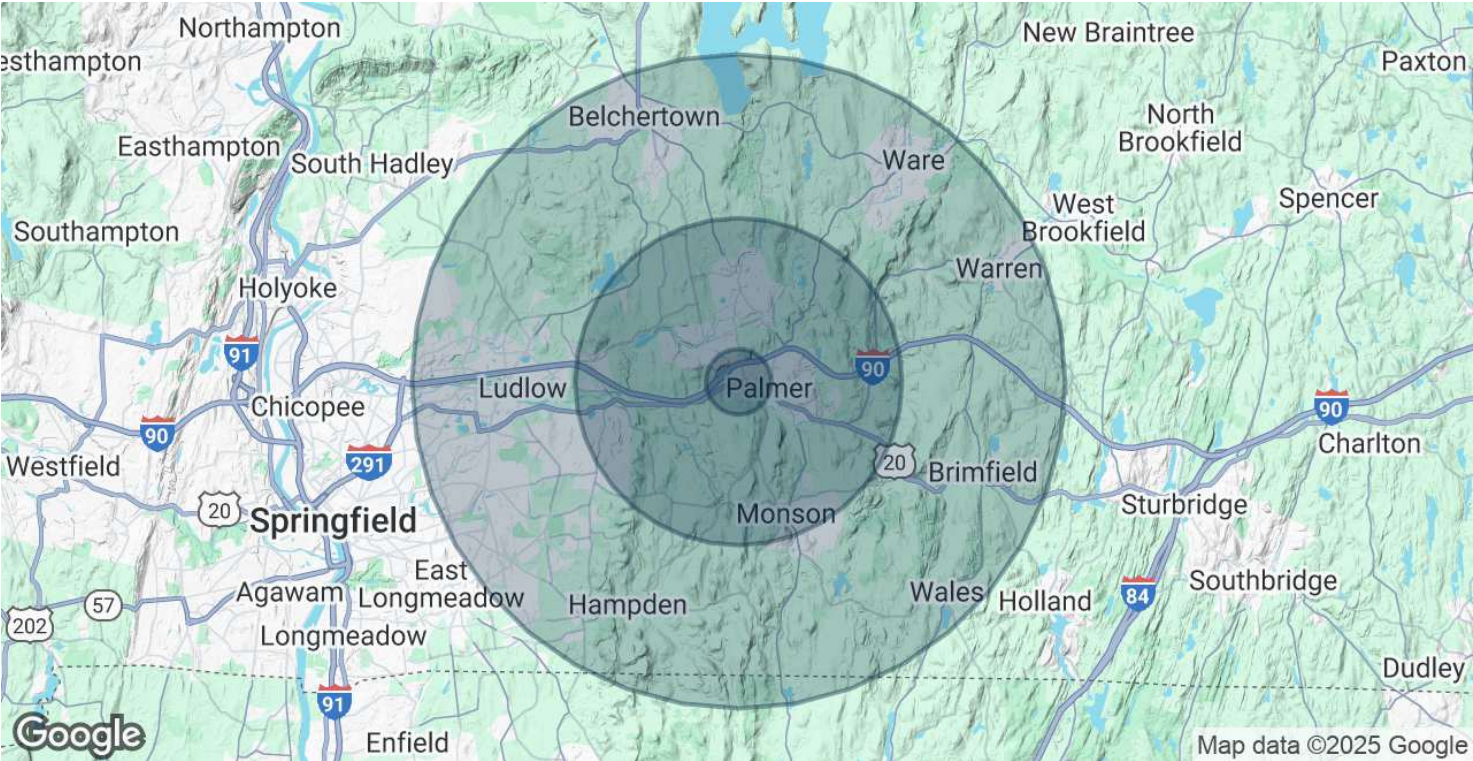 Northampton
New Braintree
esthampton
Paxton
Belchertown
North
Brookfield
Easthampton
South Hadley
Ware
Spencer
West
Brookfield
Southampton
Warren
Holyoke
91
90
Ludlow
Palmer
Chicopee
90
90
Charlton
Westfield
291
20
Brimfield
20
Springfield
Monson
Sturbridge
East
Longmeadow
Agawam
Hampden
Wales
Holland
84
Southbridge
57
202
Longmeadow
Dudley
91
Enfield
Google
Map data ©2025 Google